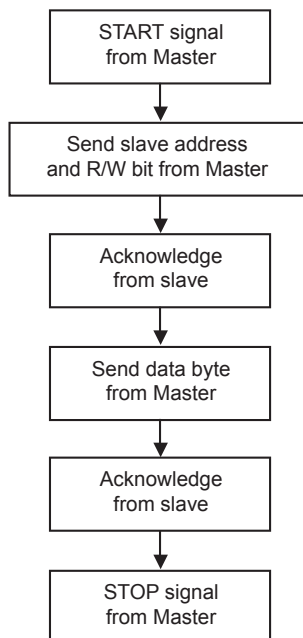 START signal
from Master
Send slave address
and R/W bit from Master
Acknowledge
from slave
Send data byte
from Master
Acknowledge
from slave
STOP signal
from Master